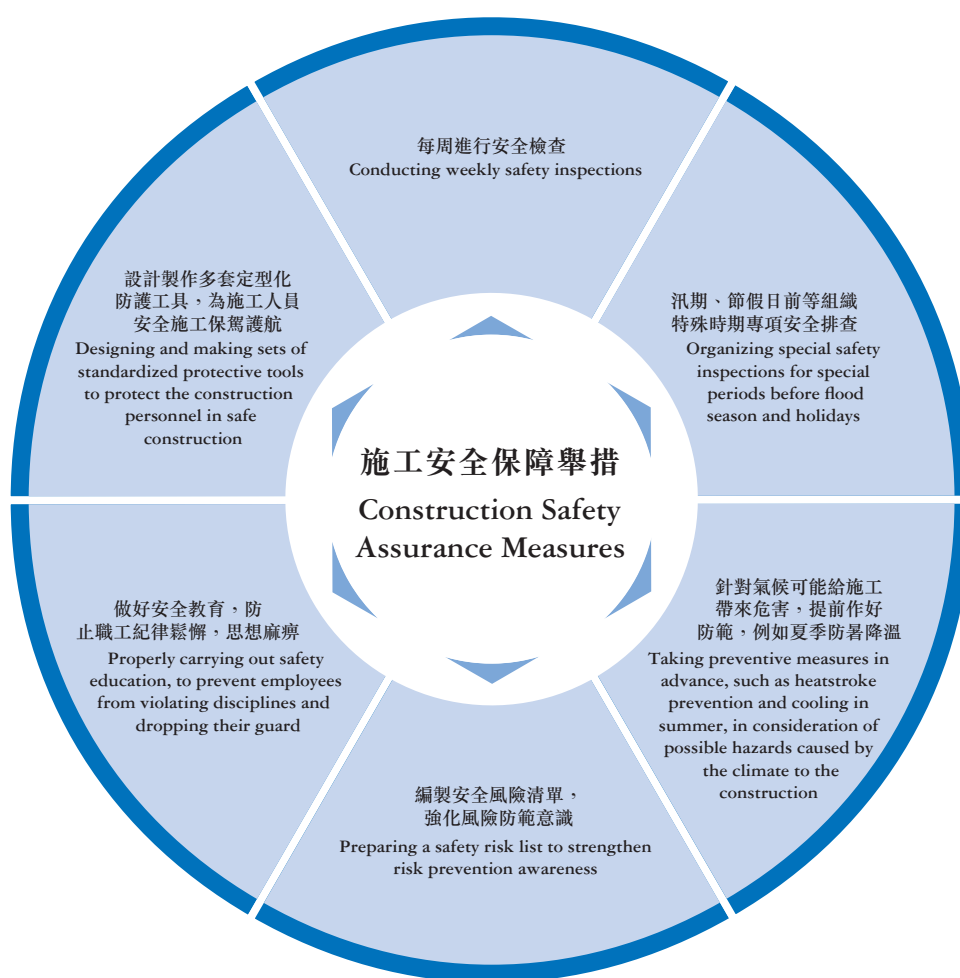 每周進行安全檢查
Conducting weekly safety inspections
汛期、節假日前等組織
特殊時期專項安全排查
Organizing special safety
inspections for special
periods before flood
season and holidays
針對氣候可能給施工
帶來危害，提前作好
防範，例如夏季防暑降溫
Taking preventive measures in
advance, such as heatstroke
prevention and cooling in
summer, in consideration of
possible hazards caused by
the climate to the
construction
編製安全風險清單，
強化風險防範意識
Preparing a safety risk list to strengthen
risk prevention awareness
做好安全教育，防
止職工紀律鬆懈，思想麻痹
Properly carrying out safety
education, to prevent employees
from violating disciplines and
dropping their guard
設計製作多套定型化
防護工具，為施工人員
安全施工保駕護航
Designing and making sets of
standardized protective tools
to protect the construction
personnel in safe
construction
施工安全保障舉措
Construction Safety
Assurance Measures